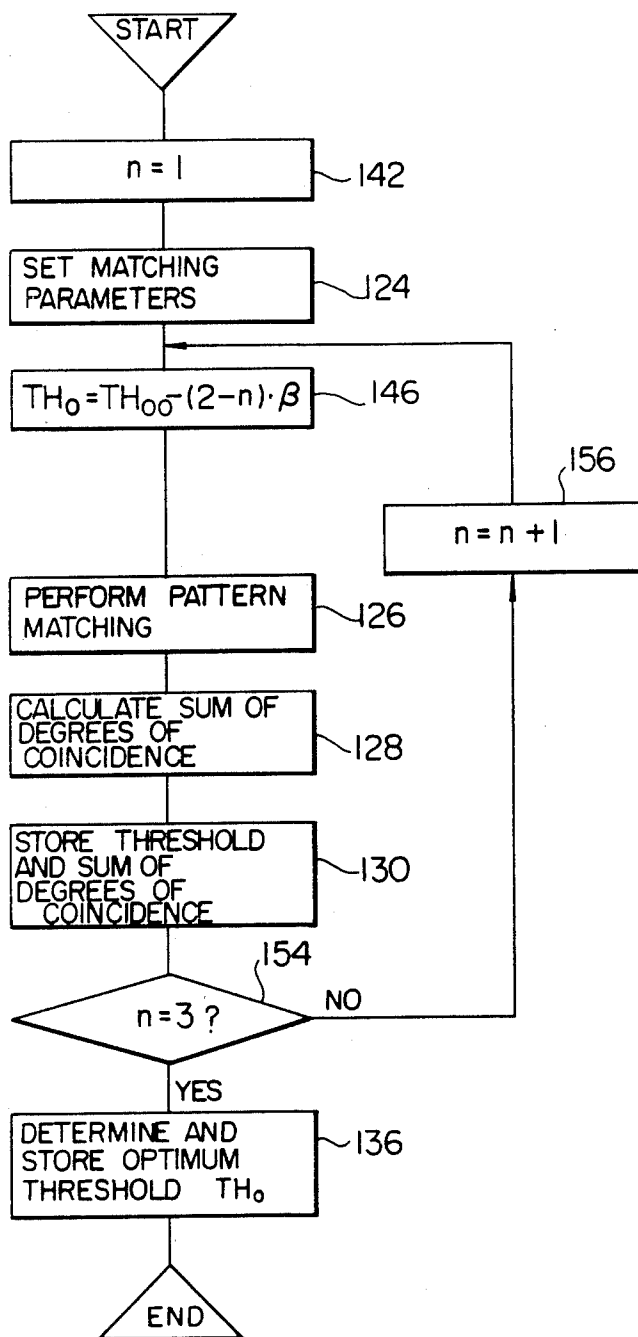 START
n = 1
142
SET MATCHING
PARAMETERS
124
TH₀ = TH₀₀-(2-n)·β
146
156
n = n + 1
PERFORM PATTERN
MATCHING
126
CALCULATE SUM OF
DEGREES OF
COINCIDENCE
128
STORE THRESHOLD
AND SUM OF
DEGREES OF
COINCIDENCE
130
154
n = 3 ?
NO
YES
DETERMINE AND
STORE OPTIMUM
THRESHOLD TH₀
136
END